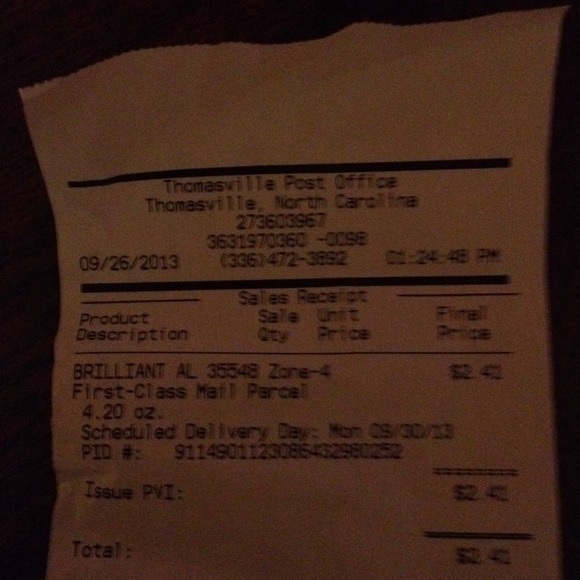 Thomasville Post Office
Thomasville, North Carolina
273603967
3631970360 -0098
09/26/2013 (336)472-3892 01:24:48 PM
Sales Receipt
Product Sale Unit Final
Description Qty Price Price
BRILLIANT AL 35548 Zone-4 $2.41
First-Class Mail Parcel
4.20 oz.
Scheduled Delivery Day: Mon 09/30/13
PID #: 9114901123086432980252
Issue PVI: $2.41
Total: $2.41